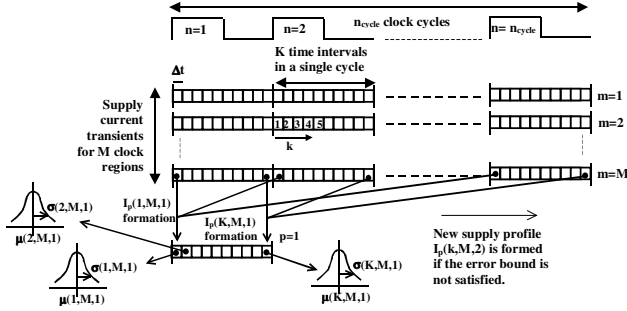 n_cycle clock cycles
n=1
n=2
n= n_cycle
K time intervals
in a single cycle
Δt
Supply
current
transients
for M clock
regions
m=1
1 2 3 4 5
m=2
k
m=M
I_p(1,M,1)
formation
I_p(K,M,1)
formation
p=1
σ(2,M,1)
μ(2,M,1)
σ(1,M,1)
μ(1,M,1)
σ(K,M,1)
μ(K,M,1)
New supply profile
I_p(k,M,2) is formed
if the error bound is
not satisfied.